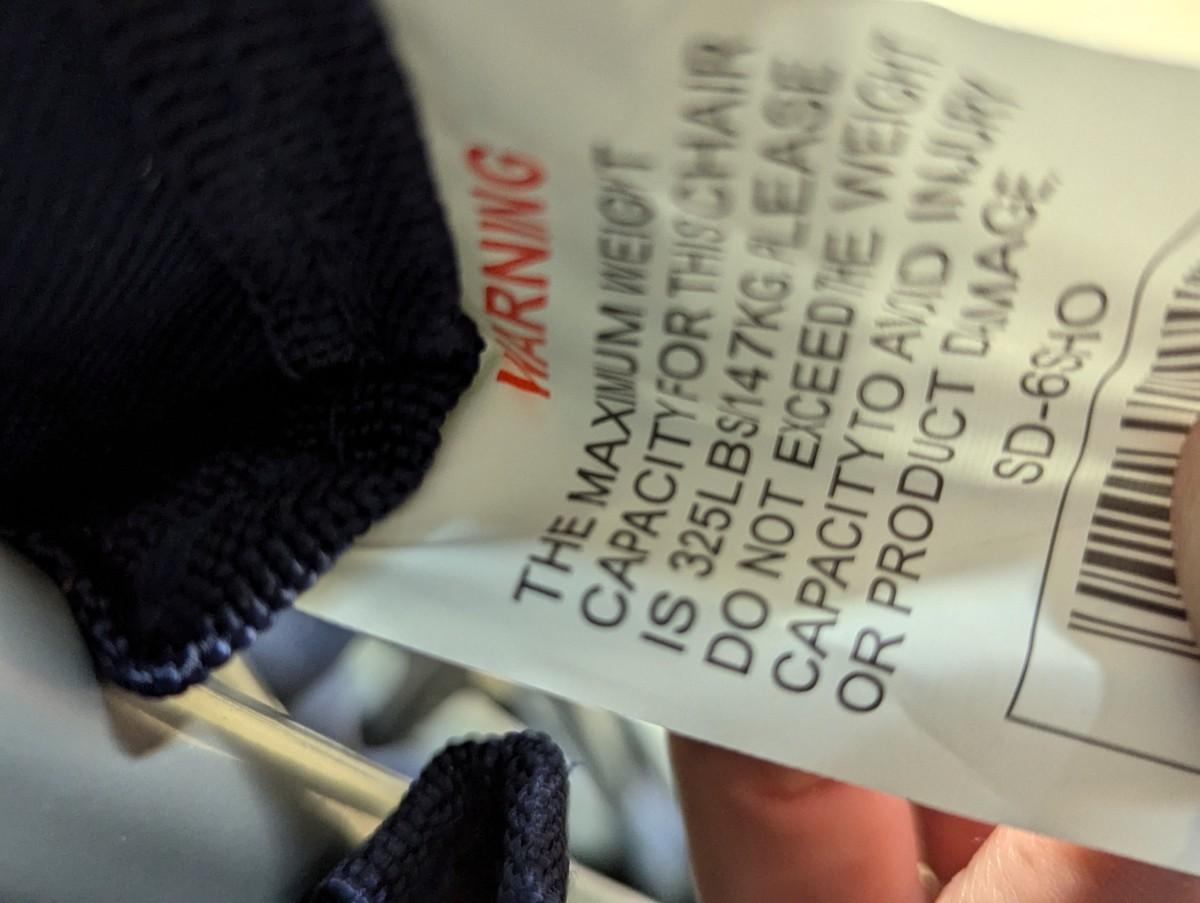 WARNING
THE MAXIMUM WEIGHT
CAPACITY FOR THIS CHAIR
IS 325LBS/147KG. PLEASE
DO NOT EXCEED THE WEIGHT
CAPACITY TO AVOID INJURY
OR PRODUCT DAMAGE.
SD-6SHO